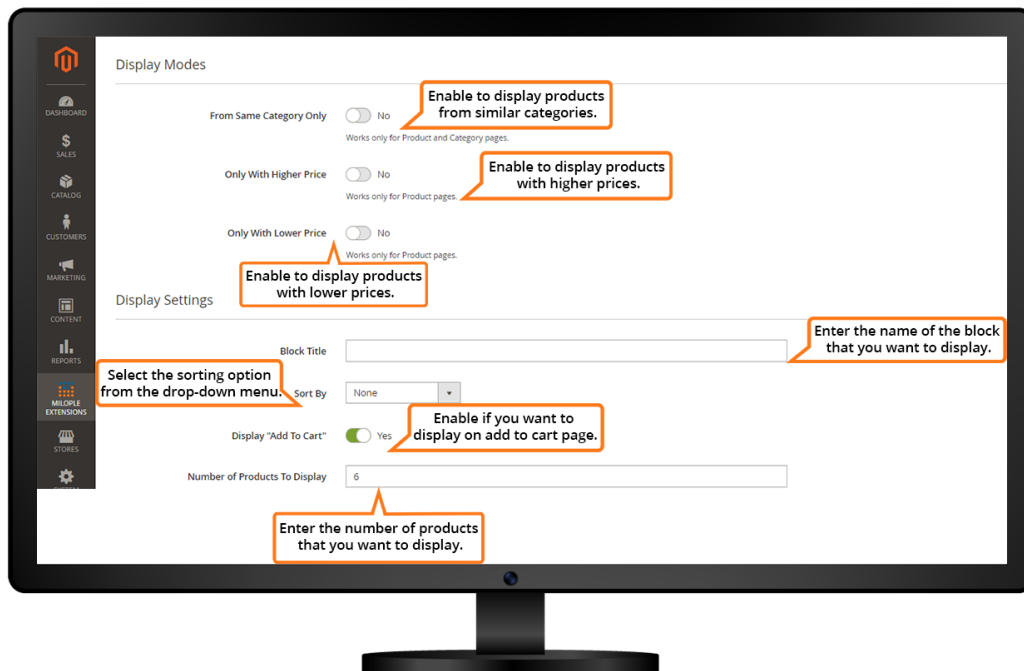 Display Modes
From Same Category Only
No
Enable to display products
from similar categories.
Works only for Product and Category pages.
Only With Higher Price
No
Enable to display products
with higher prices.
Works only for Product pages.
Only With Lower Price
No
Works only for Product pages.
Enable to display products
with lower prices.
Display Settings
Block Title
Enter the name of the block
that you want to display.
Select the sorting option
from the drop-down menu.
Sort By
None
Display "Add To Cart"
Yes
Enable if you want to
display on add to cart page.
Number of Products To Display
6
Enter the number of products
that you want to display.
DASHBOARD
$
SALES
CATALOG
CUSTOMERS
MARKETING
CONTENT
REPORTS
MILOPLE
EXTENSIONS
STORES